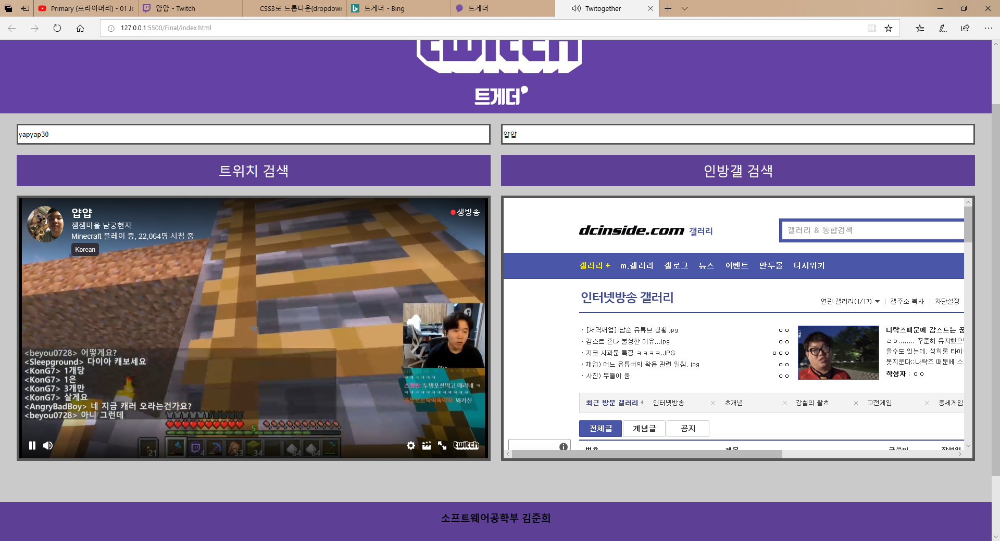 Primary (프라이머리) - 01 Jo
얍얍 - Twitch
CSS3로 드롭다운(dropdown
트게더 - Bing
트게더
Twitogether
127.0.0.1:5500/Final/index.html
twitch
트게더
yapyap30
얍얍
트위치 검색
인방갤 검색
얍얍
잼잼마을 남궁현자
Minecraft 플레이 중, 22,064명 시청 중
Korean
생방송
<beyou0728> 어떻게요?
<Sleepground> 다이아 캐보세요
<KonG7> 1개당
<KonG7> 1은
<KonG7> 3개만
<KonG7> 살게요
<AngryBadBoy> 네 지금 캐러 오라는건가요?
<beyou0728> 아니 그런데
ㅋㅋㅋㅋㅋㅋ
스팸왕: 투명포션먹고 때리네 ㅋ
ㅋㅋㅋㅋㅋㅋㅋㅋㅋㅋㅋㅋ
와커신
5
21
4
53
34
64
64
twitch
dcinside.com 갤러리
갤러리 & 통합검색
갤러리 + m.갤러리 갤로그 뉴스 이벤트 만두몰 디시위키
인터넷방송 갤러리
연관 갤러리(1/17) 갤주소 복사 차단설정
· [저격재업] 남순 유튜브 상황.jpg ㅇㅇ
· 감스트 존나 불쌍한 이유...jpg ㅇㅇ
· 지코 사과문 특징 ㅋㅋㅋㅋ.JPG ㅇㅇㅇ
· 재업) 어느 유튜버의 왁읍 관련 일침. jpg ㅇㅇ
· 사진) 부들이 움 ㅇㅇ
나락즈때문에 감스트는 꿈
ㄹㅇ........ 꾸준히 유지했으
을수도 있는데, 성희롱 타이
못지운다;;나락즈 때문에 스
작성자 : ㅇㅇ
최근 방문 갤러리 인터넷방송 초개념 강철의 왈츠 고전게임 중세게임
전체글 개념글 공지
번호 제목 글쓴이 작성일
소프트웨어공학부 김준희